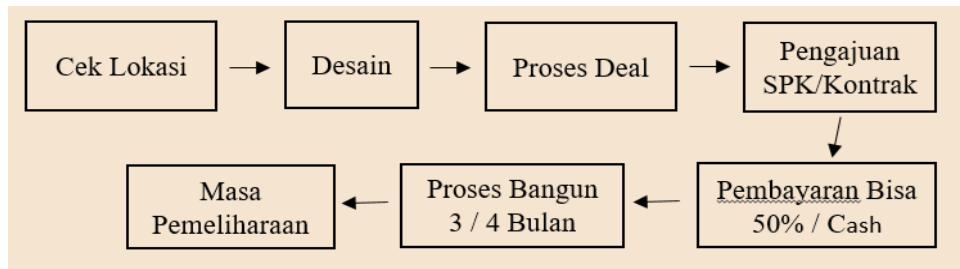 Cek Lokasi
Desain
Proses Deal
Pengajuan
SPK/Kontrak
Pembayaran Bisa
50% / Cash
Proses Bangun
3 / 4 Bulan
Masa
Pemeliharaan